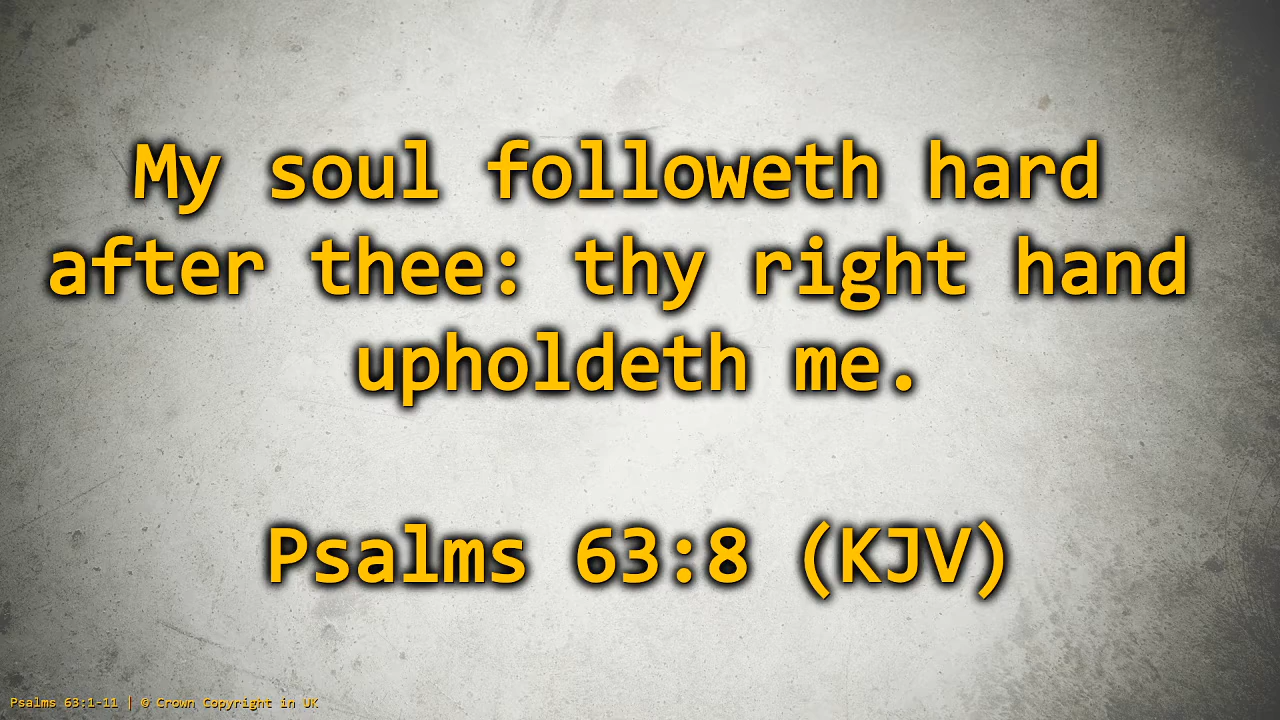 My soul followeth hard
after thee: thy right hand
upholdeth me.
Psalms 63:8 (KJV)
Psalms 63:1-11 | © Crown Copyright in UK